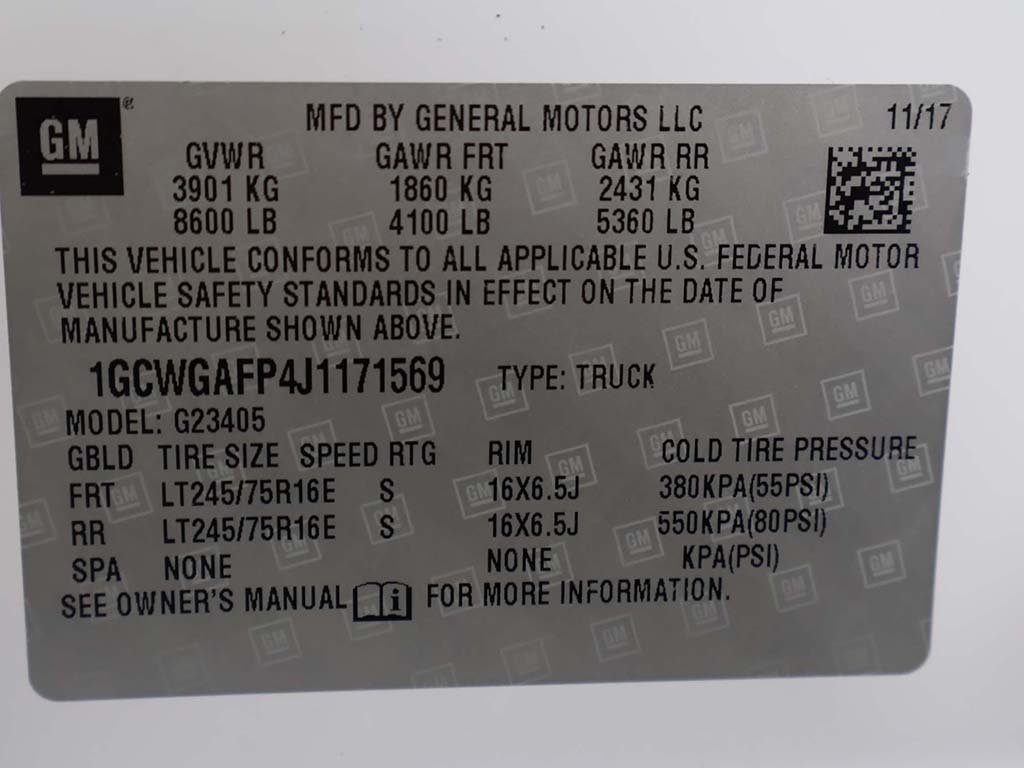 GM ® MFD BY GENERAL MOTORS LLC 11/17
GVWR GAWR FRT GAWR RR
3901 KG 1860 KG 2431 KG
8600 LB 4100 LB 5360 LB
THIS VEHICLE CONFORMS TO ALL APPLICABLE U.S. FEDERAL MOTOR
VEHICLE SAFETY STANDARDS IN EFFECT ON THE DATE OF
MANUFACTURE SHOWN ABOVE.
1GCWGAFP4J1171569 TYPE: TRUCK
MODEL: G23405
GBLD TIRE SIZE SPEED RTG RIM COLD TIRE PRESSURE
FRT LT245/75R16E S 16X6.5J 380KPA(55PSI)
RR LT245/75R16E S 16X6.5J 550KPA(80PSI)
SPA NONE NONE KPA(PSI)
SEE OWNER'S MANUAL i FOR MORE INFORMATION.